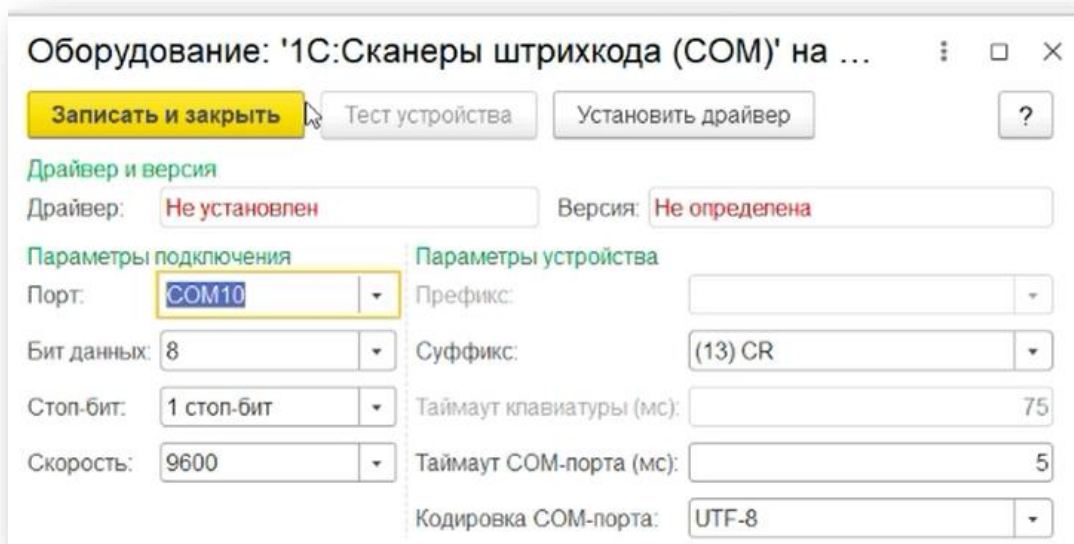 Оборудование: '1С:Сканеры штрихкода (COM)' на ...
Записать и закрыть Тест устройства Установить драйвер ?
Драйвер и версия
Драйвер: Не установлен Версия: Не определена
Параметры подключения Параметры устройства
Порт: COM10 Префикс:
Бит данных: 8 Суффикс: (13) CR
Стоп-бит: 1 стоп-бит Таймаут клавиатуры (мс): 75
Скорость: 9600 Таймаут COM-порта (мс): 5
Кодировка COM-порта: UTF-8